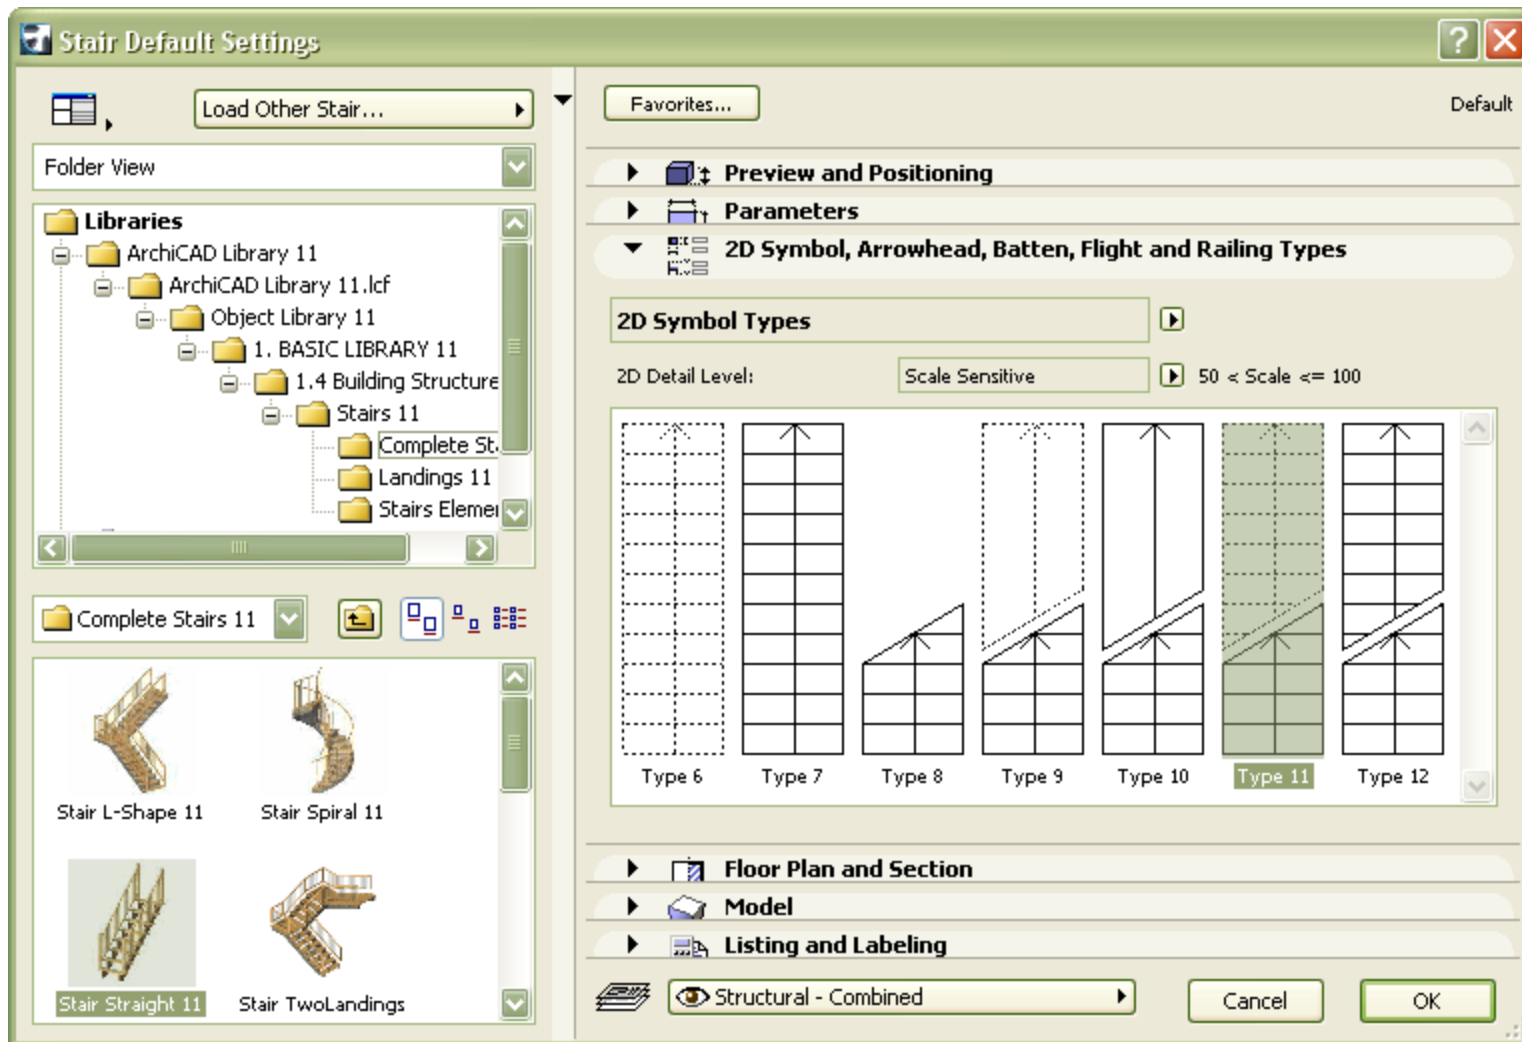 Stair Default Settings
Load Other Stair...
Folder View
Libraries
ArchiCAD Library 11
ArchiCAD Library 11.lcf
Object Library 11
1. BASIC LIBRARY 11
1.4 Building Structure
Stairs 11
Complete St
Landings 11
Stairs Elemer
Complete Stairs 11
Stair L-Shape 11
Stair Spiral 11
Stair Straight 11
Stair TwoLandings
Favorites...
Default
Preview and Positioning
Parameters
2D Symbol, Arrowhead, Batten, Flight and Railing Types
2D Symbol Types
2D Detail Level:
Scale Sensitive
50 < Scale <= 100
Type 6
Type 7
Type 8
Type 9
Type 10
Type 11
Type 12
Floor Plan and Section
Model
Listing and Labeling
Structural - Combined
Cancel
OK